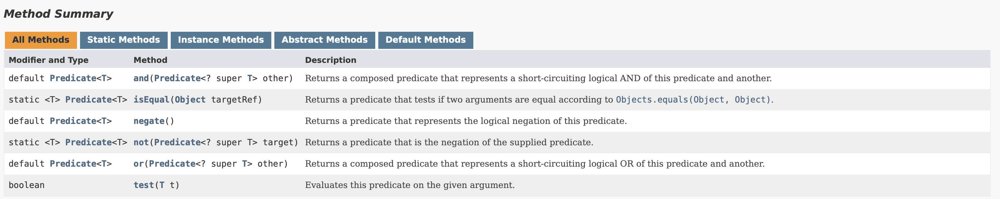 Method Summary
All Methods Static Methods Instance Methods Abstract Methods Default Methods
Modifier and Type Method Description
default Predicate<T> and(Predicate<? super T> other) Returns a composed predicate that represents a short-circuiting logical AND of this predicate and another.
static <T> Predicate<T> isEqual(Object targetRef) Returns a predicate that tests if two arguments are equal according to Objects.equals(Object, Object).
default Predicate<T> negate() Returns a predicate that represents the logical negation of this predicate.
static <T> Predicate<T> not(Predicate<? super T> target) Returns a predicate that is the negation of the supplied predicate.
default Predicate<T> or(Predicate<? super T> other) Returns a composed predicate that represents a short-circuiting logical OR of this predicate and another.
boolean test(T t) Evaluates this predicate on the given argument.